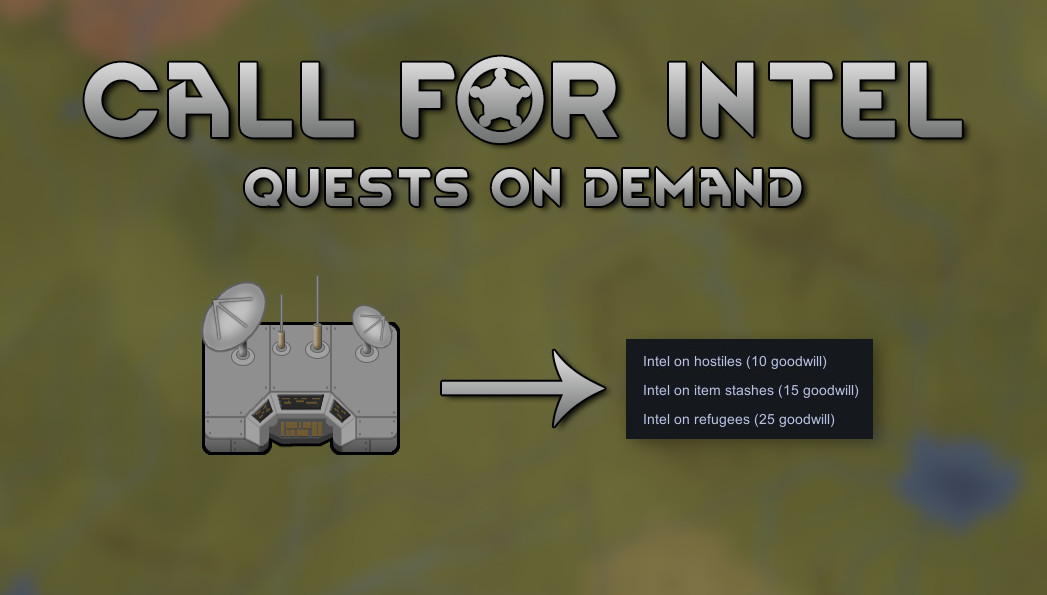 CALL FOR INTEL
QUESTS ON DEMAND
Intel on hostiles (10 goodwill)
Intel on item stashes (15 goodwill)
Intel on refugees (25 goodwill)